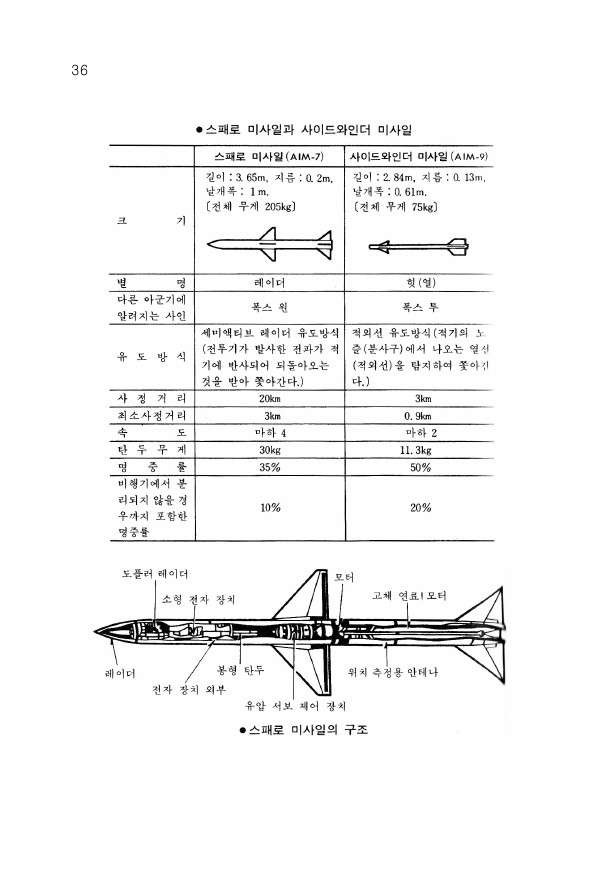 36
●스패로 미사일과 사이드와인더 미사일
스패로 미사일(AIM-7)
사이드와인더 미사일(AIM-9)
크 기
길이:3.65m, 지름:0.2m,
날개폭: 1m.
〔전체 무게 205kg〕
길이:2.84m, 지름:0.13m,
날개폭:0.61m.
〔전체 무게 75kg〕
별 명
레이더
힛(열)
다른 아군기에
알려지는 사인
폭스 원
폭스 투
유 도 방 식
세미액티브 레이더 유도방식
(전투기가 발사한 전파가 적
기에 반사되어 되돌아오는
것을 받아 쫓아간다.)
적외선 유도방식(적기의 노
즐(분사구)에서 나오는 열선
(적외선)을 탐지하여 쫓아간
다.)
사 정 거 리
20km
3km
최소사정거리
3km
0.9km
속 도
마하 4
마하 2
탄 두 무 게
30kg
11.3kg
명 중 률
35%
50%
비행기에서 분
리되지 않을 경
우까지 포함한
명중률
10%
20%
도플러 레이더
모터
소형 전자 장치
고체 연료 모터
레이더
봉형 탄두
위치 측정용 안테나
전자 장치 외부
유압 서보 제어 장치
●스패로 미사일의 구조